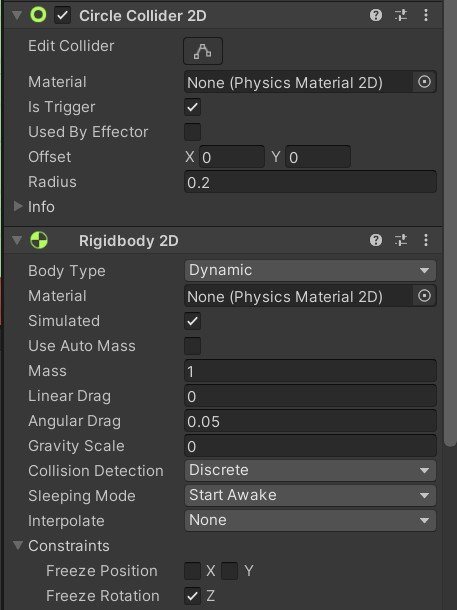 Circle Collider 2D
Edit Collider
Material None (Physics Material 2D)
Is Trigger
Used By Effector
Offset X 0 Y 0
Radius 0.2
Info
Rigidbody 2D
Body Type Dynamic
Material None (Physics Material 2D)
Simulated
Use Auto Mass
Mass 1
Linear Drag 0
Angular Drag 0.05
Gravity Scale 0
Collision Detection Discrete
Sleeping Mode Start Awake
Interpolate None
Constraints
Freeze Position X Y
Freeze Rotation Z